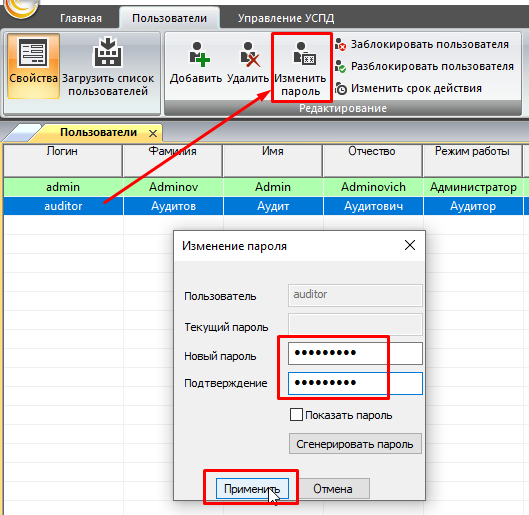 Главная Пользователи Управление УСПД
Свойства Загрузить список пользователей
Добавить Удалить Изменить пароль
Заблокировать пользователя
Разблокировать пользователя
Изменить срок действия
Редактирование
Пользователи ×
Логин Фамилия Имя Отчество Режим работы
admin Adminov Admin Adminovich Администратор
auditor Аудитов Аудит Аудитович Аудитор
Изменение пароля
Пользователь auditor
Текущий пароль
Новый пароль •••••••••
Подтверждение •••••••••
Показать пароль
Сгенерировать пароль
Применить Отмена